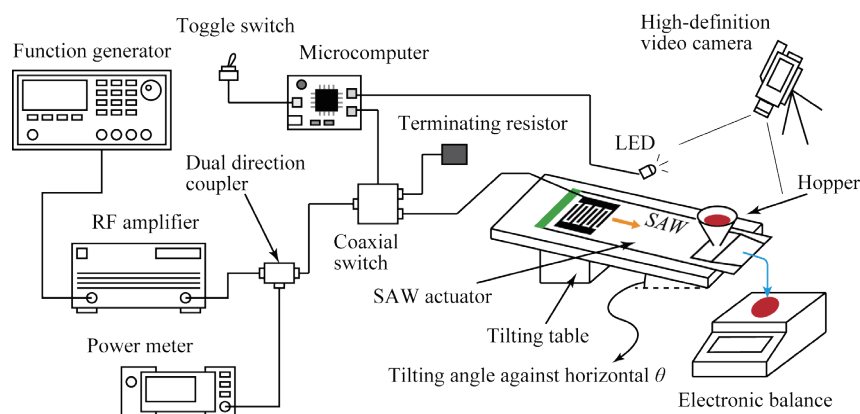 High-definition
video camera
Toggle switch
Function generator
Microcomputer
Terminating resistor
LED
Dual direction
coupler
Hopper
SAW
RF amplifier
Coaxial
switch
SAW actuator
Tilting table
Power meter
Tilting angle against horizontal θ
Electronic balance